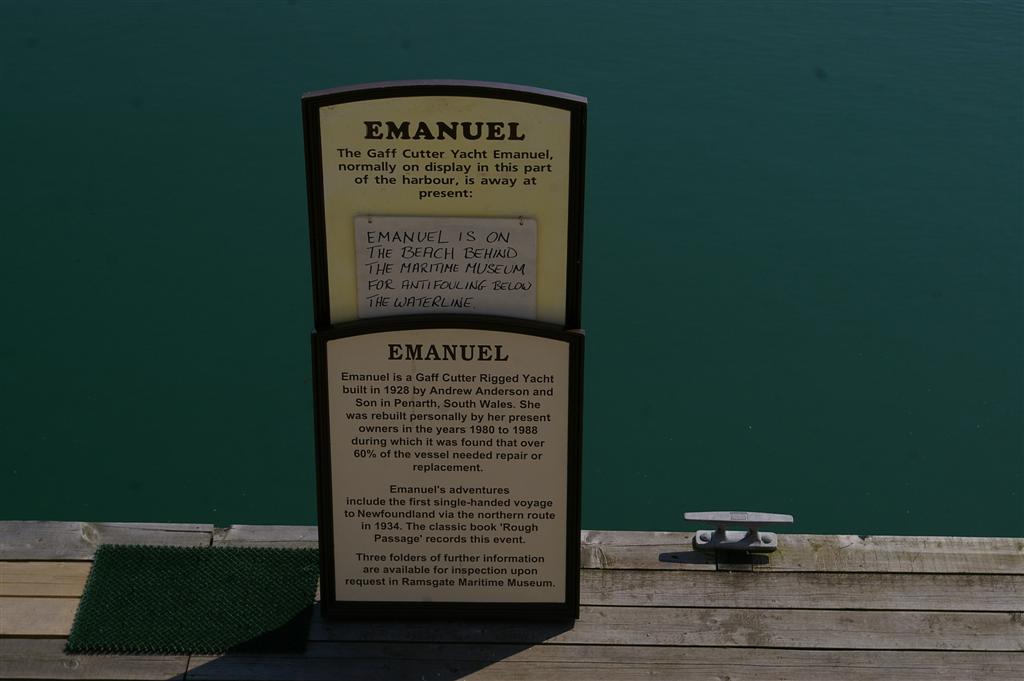 EMANUEL
The Gaff Cutter Yacht Emanuel,
normally on display in this part
of the harbour, is away at
present:
EMANUEL IS ON
THE BEACH BEHIND
THE MARITIME MUSEUM
FOR ANTIFOULING BELOW
THE WATERLINE.
EMANUEL
Emanuel is a Gaff Cutter Rigged Yacht
built in 1928 by Andrew Anderson and
Son in Penarth, South Wales. She
was rebuilt personally by her present
owners in the years 1980 to 1988
during which it was found that over
60% of the vessel needed repair or
replacement.
Emanuel's adventures
include the first single-handed voyage
to Newfoundland via the northern route
in 1934. The classic book 'Rough
Passage' records this event.
Three folders of further information
are available for inspection upon
request in Ramsgate Maritime Museum.